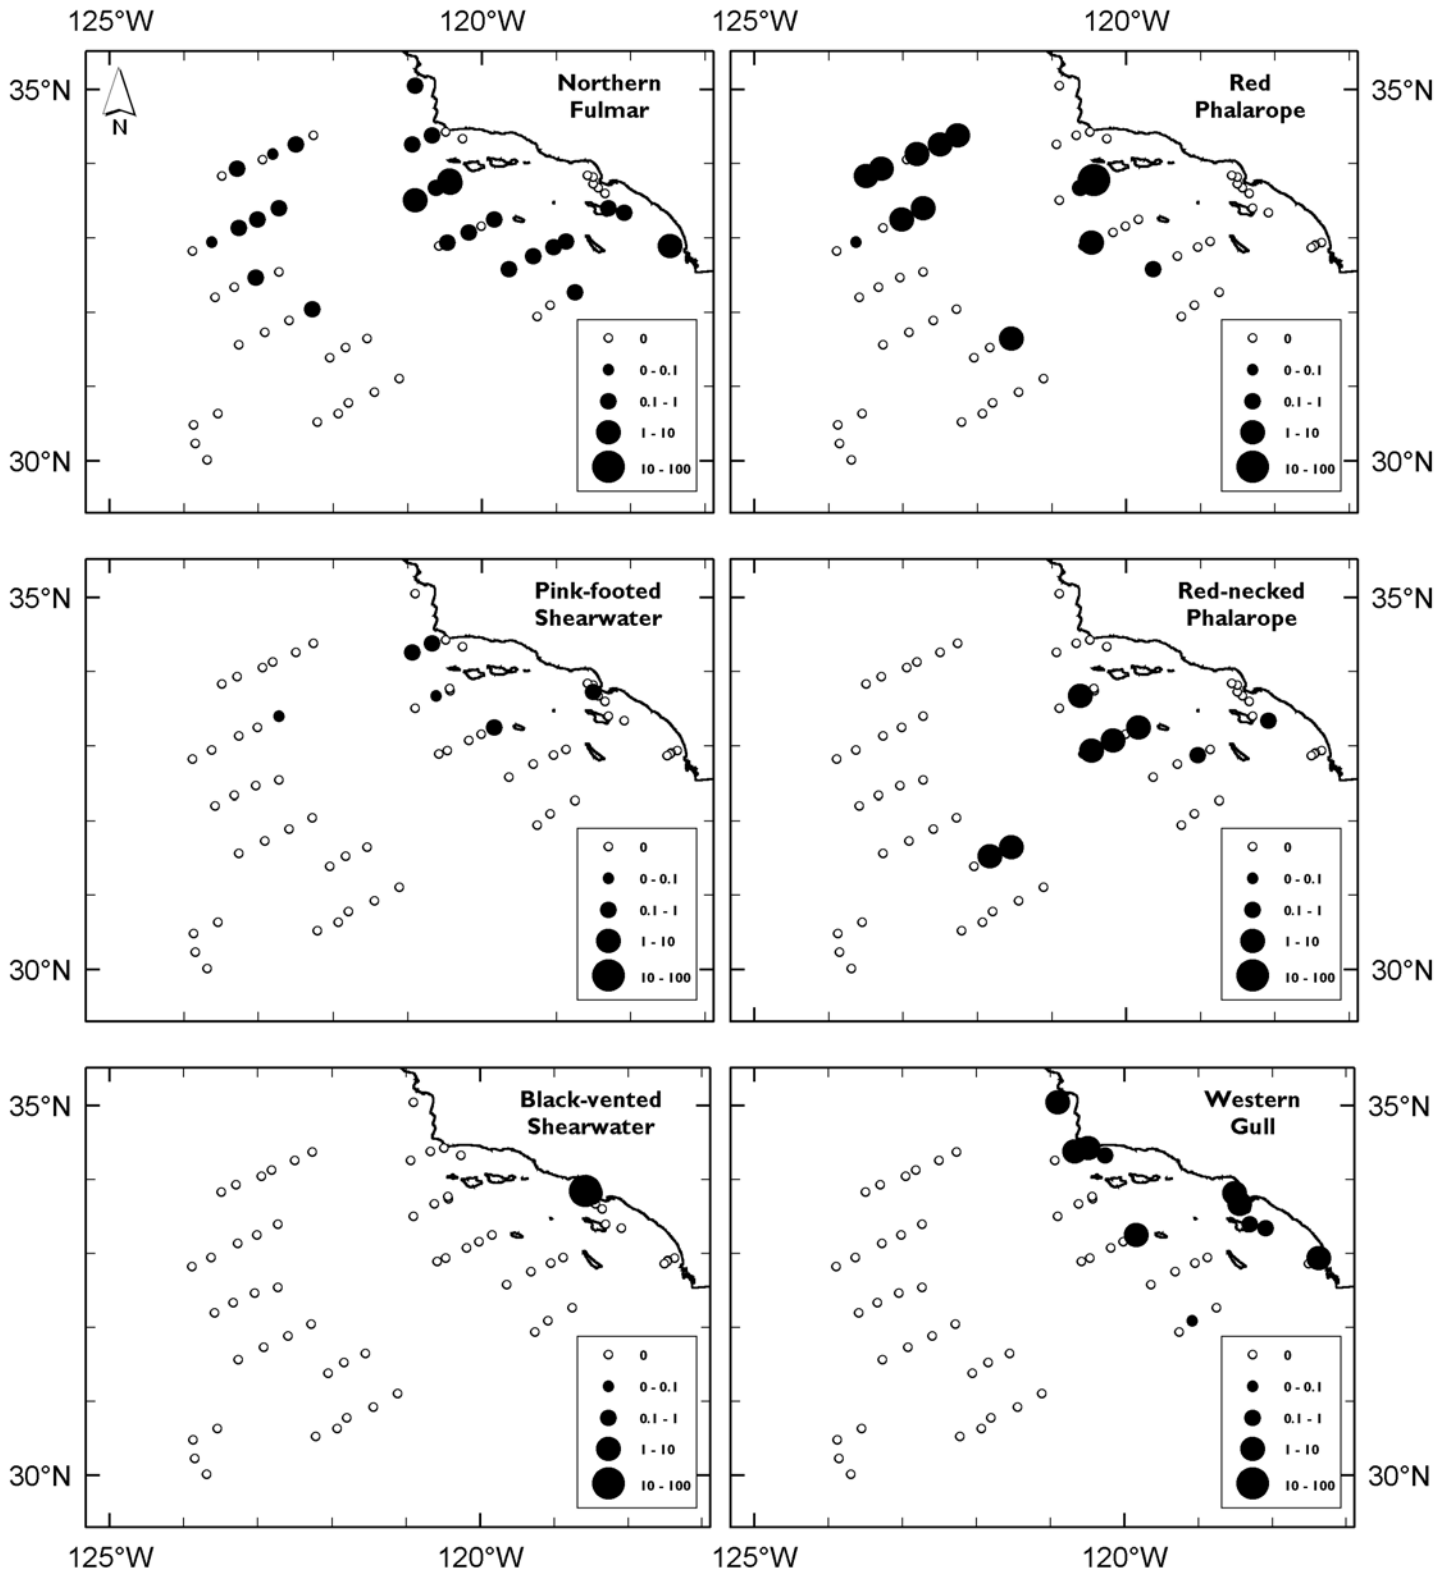 125°W 120°W 125°W 120°W
35°N
N
Northern
Fulmar
0
0 - 0.1
0.1 - 1
1 - 10
10 - 100
30°N
Red
Phalarope
0
0 - 0.1
0.1 - 1
1 - 10
10 - 100
35°N
30°N
35°N
Pink-footed
Shearwater
0
0 - 0.1
0.1 - 1
1 - 10
10 - 100
30°N
Red-necked
Phalarope
0
0 - 0.1
0.1 - 1
1 - 10
10 - 100
35°N
30°N
35°N
Black-vented
Shearwater
0
0 - 0.1
0.1 - 1
1 - 10
10 - 100
30°N
Western
Gull
0
0 - 0.1
0.1 - 1
1 - 10
10 - 100
35°N
30°N
125°W 120°W 125°W 120°W